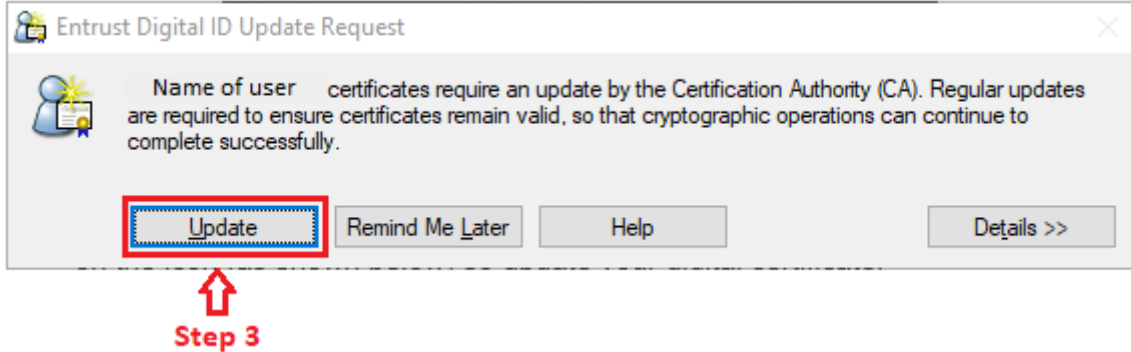 Entrust Digital ID Update Request
Name of user certificates require an update by the Certification Authority (CA). Regular updates
are required to ensure certificates remain valid, so that cryptographic operations can continue to
complete successfully.
Update Remind Me Later Help Details >>
Step 3